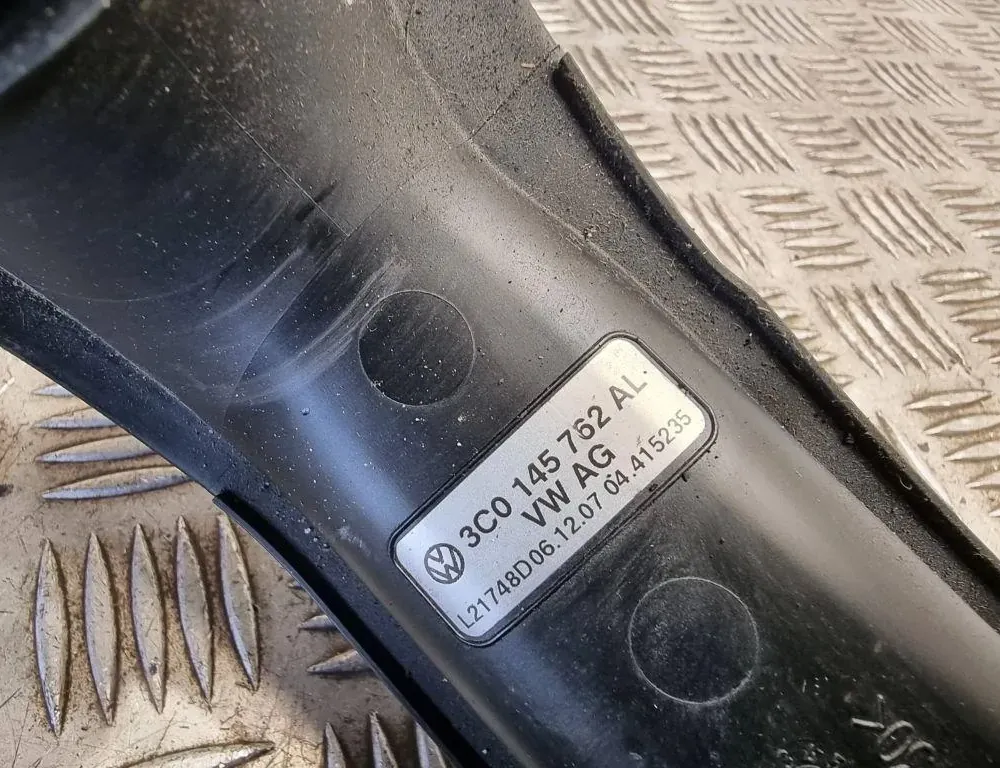 3C0 145 762 AL
VW AG
L21748D06.12.07 04.415235